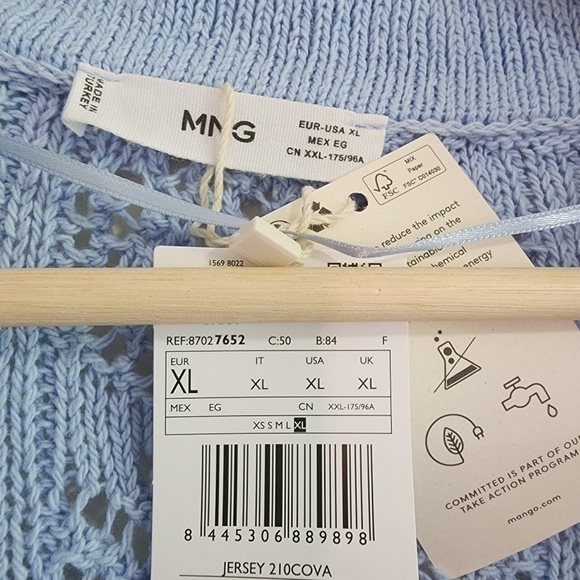 MADE IN
TURKEY
MNG
EUR-USA XL
MEX EG
CN XXL-175/96A
MIX
Paper
FSC
FSC™ C014030
reduce the impact
on the
chemical
energy
1569 8022
REF:87027652 C:50 B:84 F
EUR IT USA UK
XL XL XL XL
MEX EG CN XXL-175/96A
XS S M L XL
8 445306 889898
JERSEY 210COVA
COMMITTED IS PART OF OUR
TAKE ACTION PROGRAM
mango.com